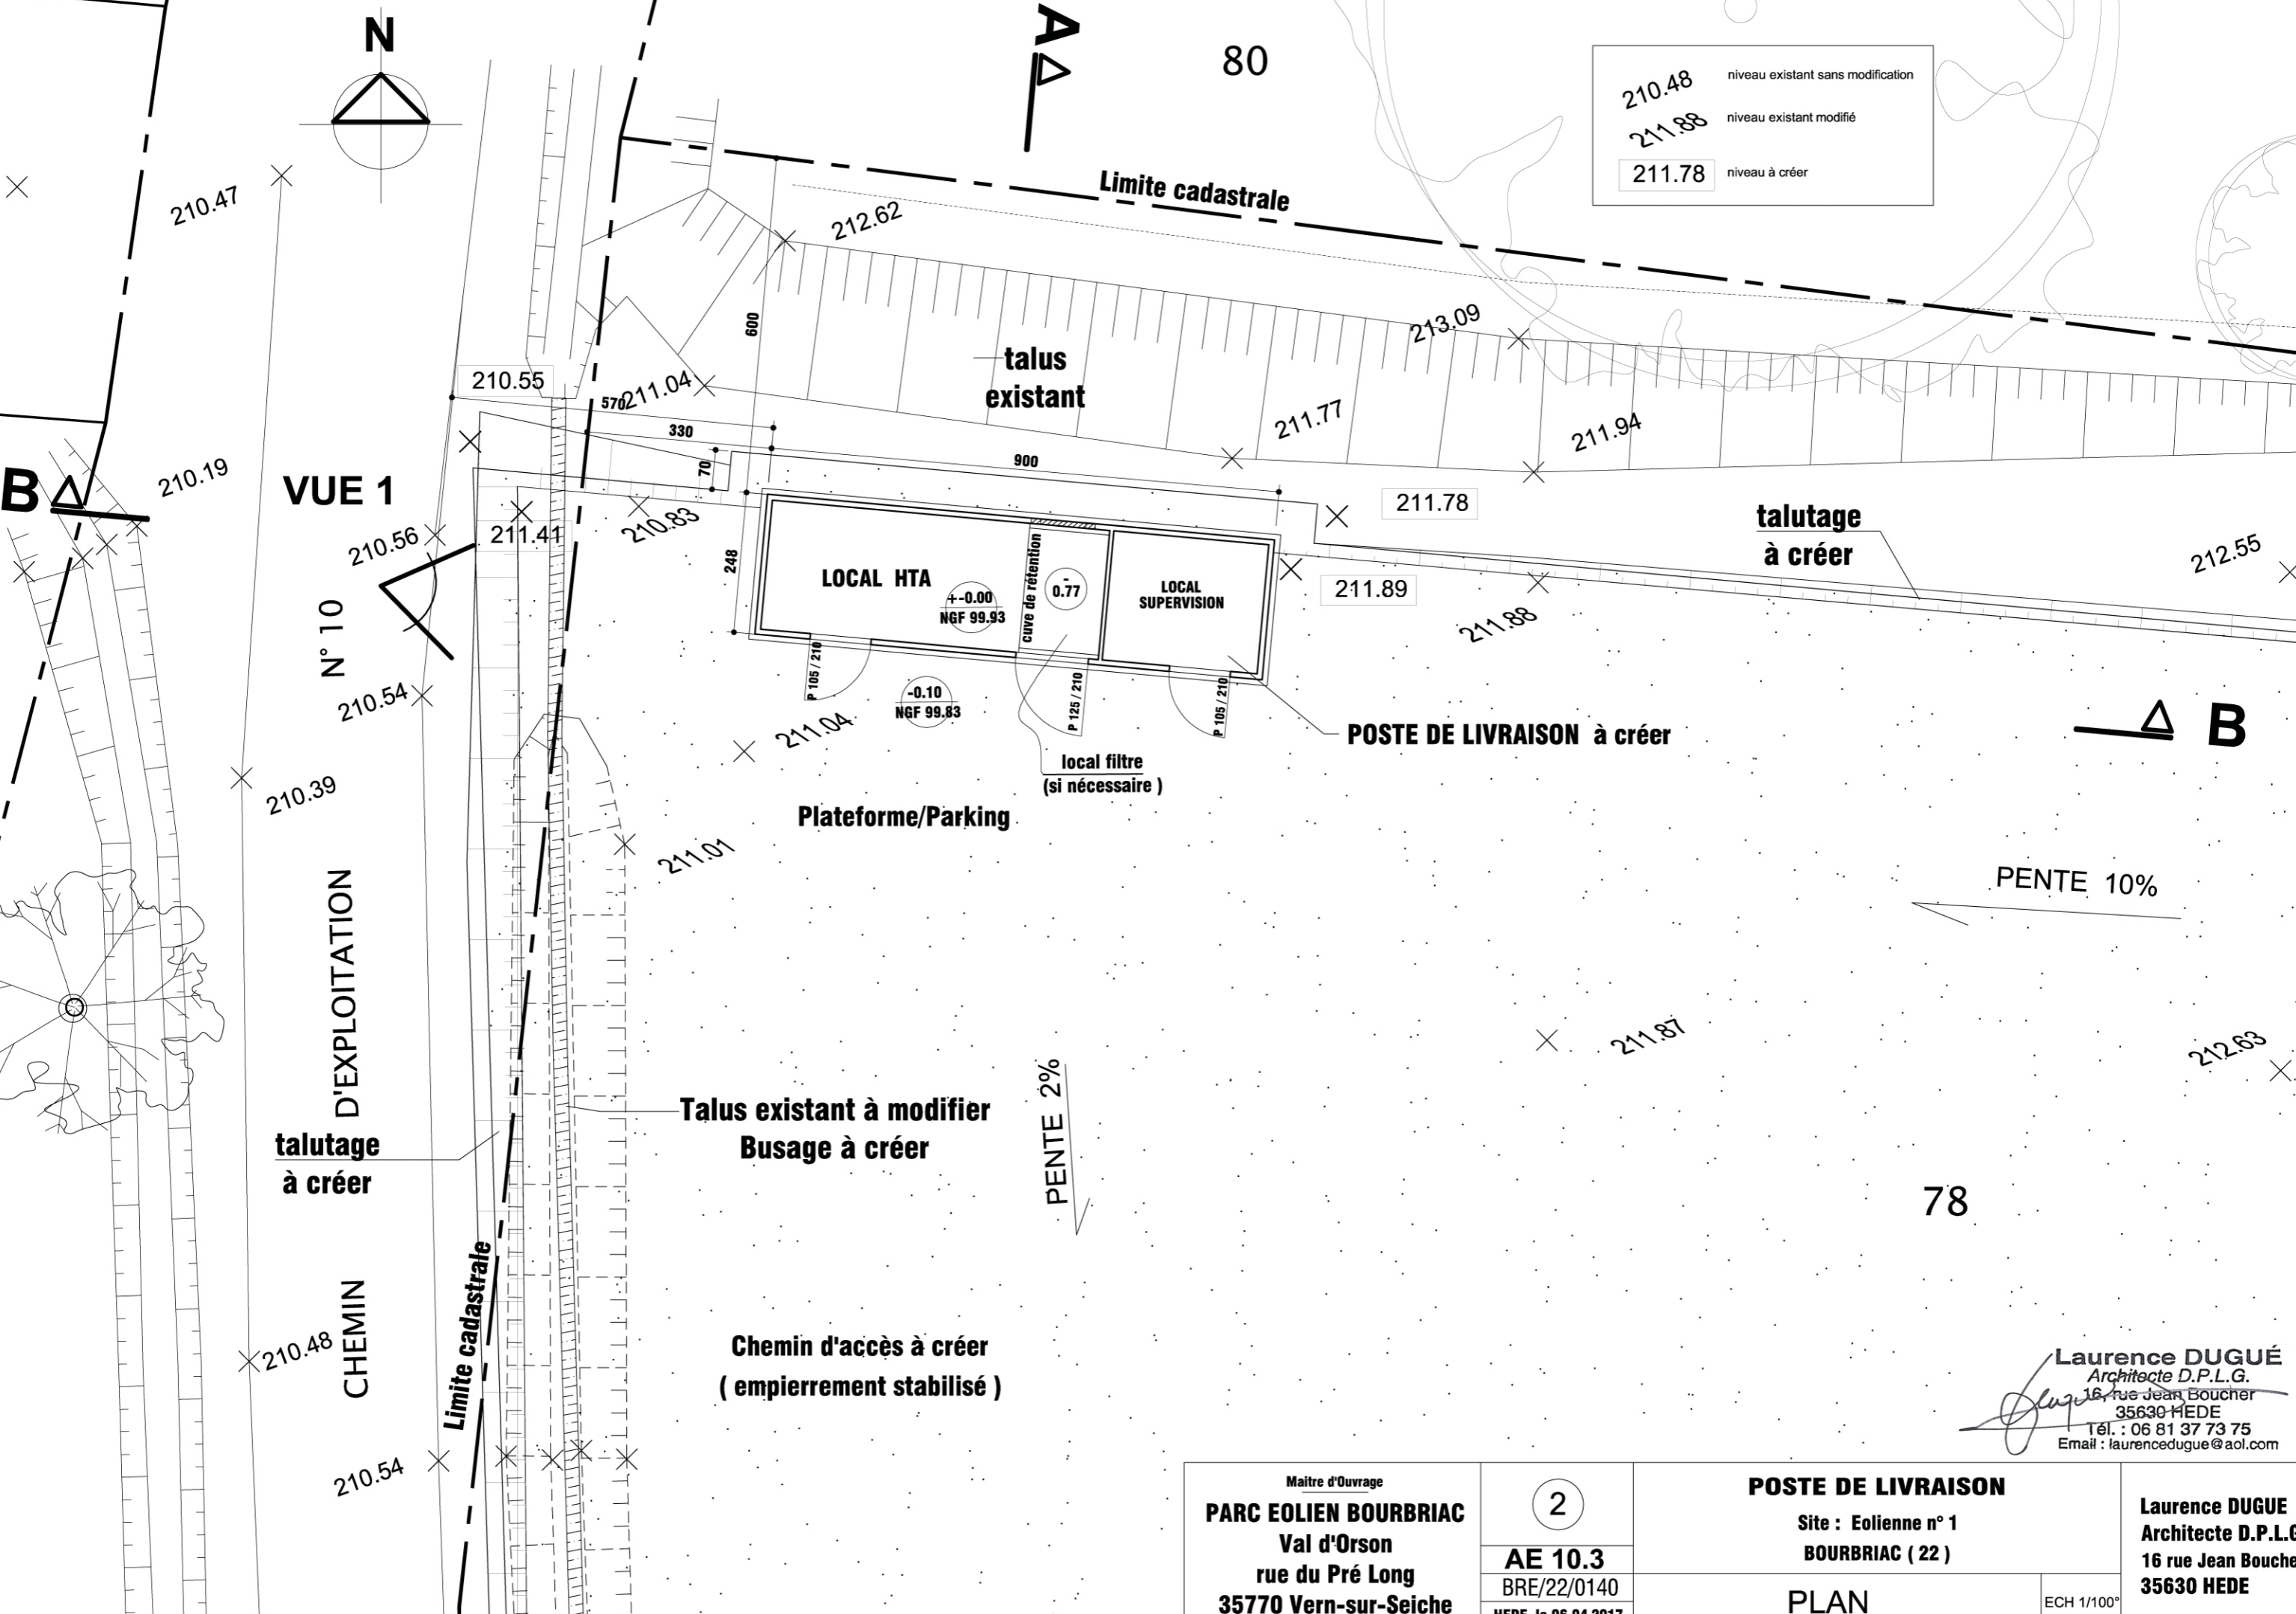 N
A
80
210.48 niveau existant sans modification
211.88 niveau existant modifié
211.78 niveau à créer
210.47
Limite cadastrale
212.62
600
213.09
talus
existant
210.55
211.04
570
330
211.77
211.94
70
900
210.19
B
VUE 1
211.78
talutage
à créer
210.56
211.41
210.83
212.55
248
LOCAL HTA
cuve de rétention
-
0.77
LOCAL
SUPERVISION
211.89
+-0.00
NGF 99.93
211.88
N° 10
P 105 / 210
P 125 / 210
P 105 / 210
210.54
-0.10
NGF 99.83
211.04
POSTE DE LIVRAISON à créer
B
local filtre
(si nécessaire )
210.39
Plateforme/Parking
211.01
PENTE 10%
D'EXPLOITATION
211.87
212.63
PENTE 2%
Talus existant à modifier
Busage à créer
talutage
à créer
78
Limite cadastrale
CHEMIN
210.48
Chemin d'accès à créer
( empierrement stabilisé )
210.54
Laurence DUGUÉ
Architecte D.P.L.G.
16, rue Jean Boucher
35630 HEDE
Tél. : 06 81 37 73 75
Email : laurencedugue@aol.com
Maitre d'Ouvrage
PARC EOLIEN BOURBRIAC
Val d'Orson
rue du Pré Long
35770 Vern-sur-Seiche
2
AE 10.3
BRE/22/0140
HEDE, le 06.04.2017
POSTE DE LIVRAISON
Site : Eolienne n° 1
BOURBRIAC ( 22 )
PLAN
ECH 1/100°
Laurence DUGUE
Architecte D.P.L.G
16 rue Jean Bouche
35630 HEDE